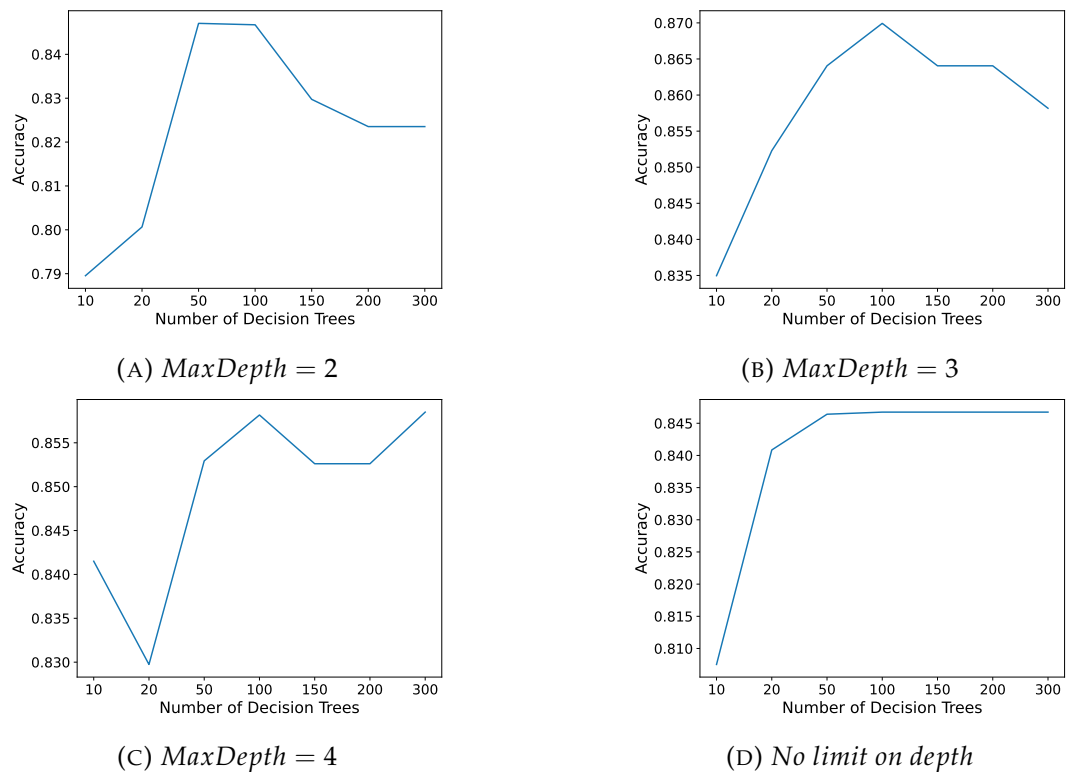 Accuracy
0.84
0.83
0.82
0.81
0.80
0.79
10 20 50 100 150 200 300
Number of Decision Trees
(A) MaxDepth = 2
Accuracy
0.870
0.865
0.860
0.855
0.850
0.845
0.840
0.835
10 20 50 100 150 200 300
Number of Decision Trees
(B) MaxDepth = 3
Accuracy
0.855
0.850
0.845
0.840
0.835
0.830
10 20 50 100 150 200 300
Number of Decision Trees
(C) MaxDepth = 4
Accuracy
0.845
0.840
0.835
0.830
0.825
0.820
0.815
0.810
10 20 50 100 150 200 300
Number of Decision Trees
(D) No limit on depth